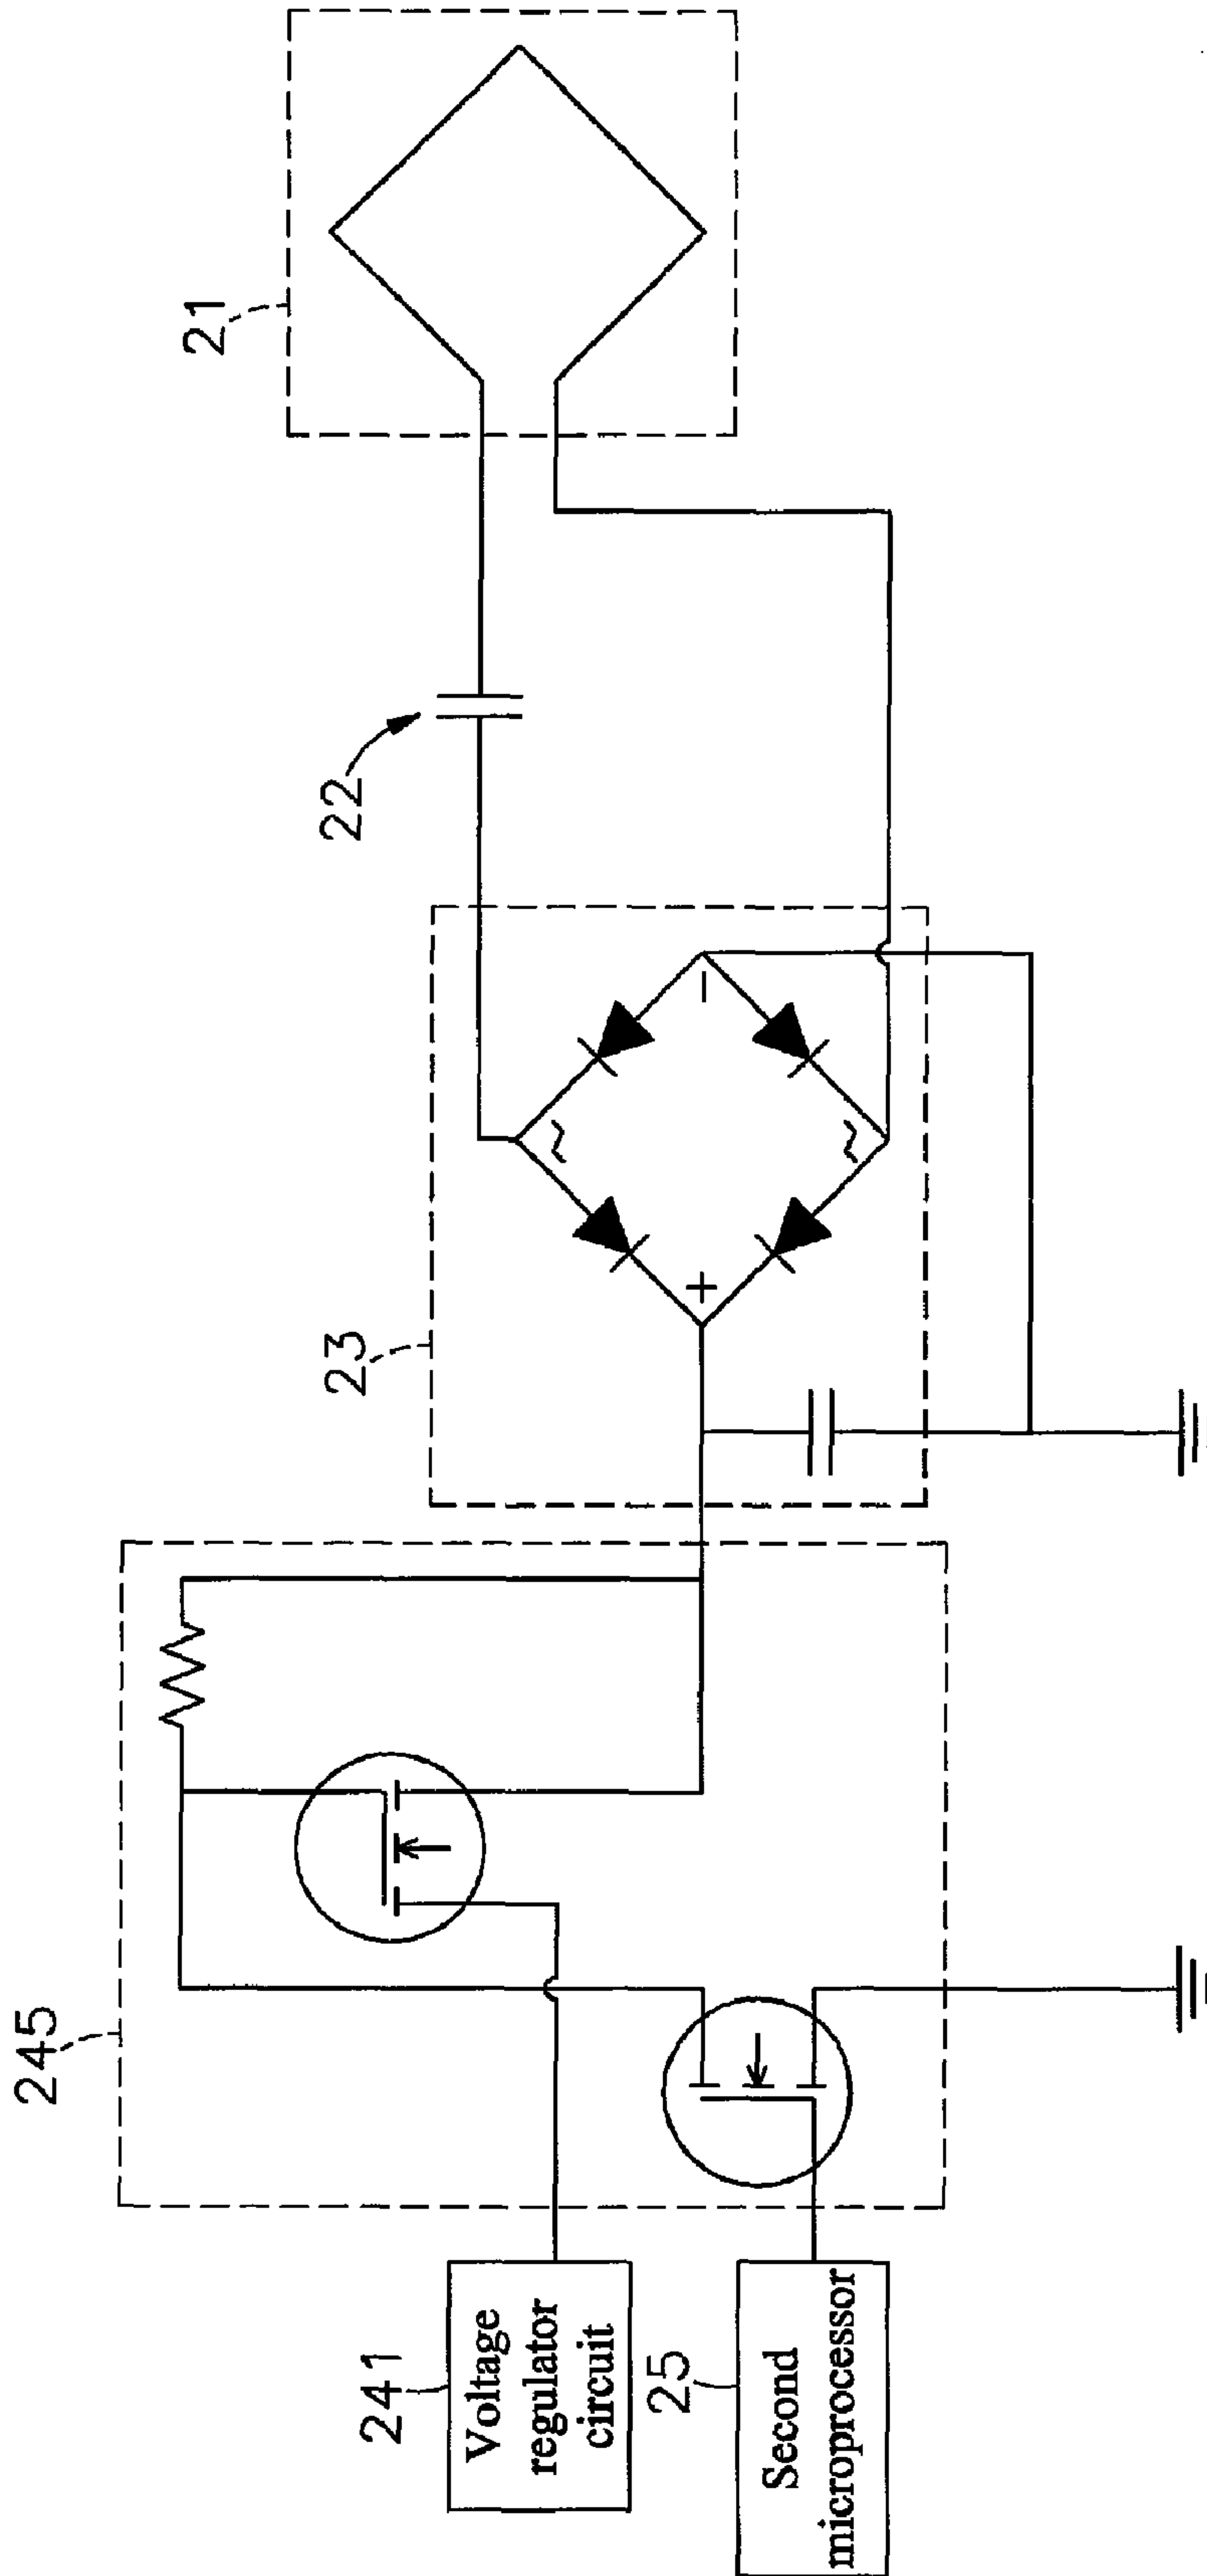 21
22
23
+
−
~
~
245
241
Voltage
regulator
circuit
25
Second
microprocessor